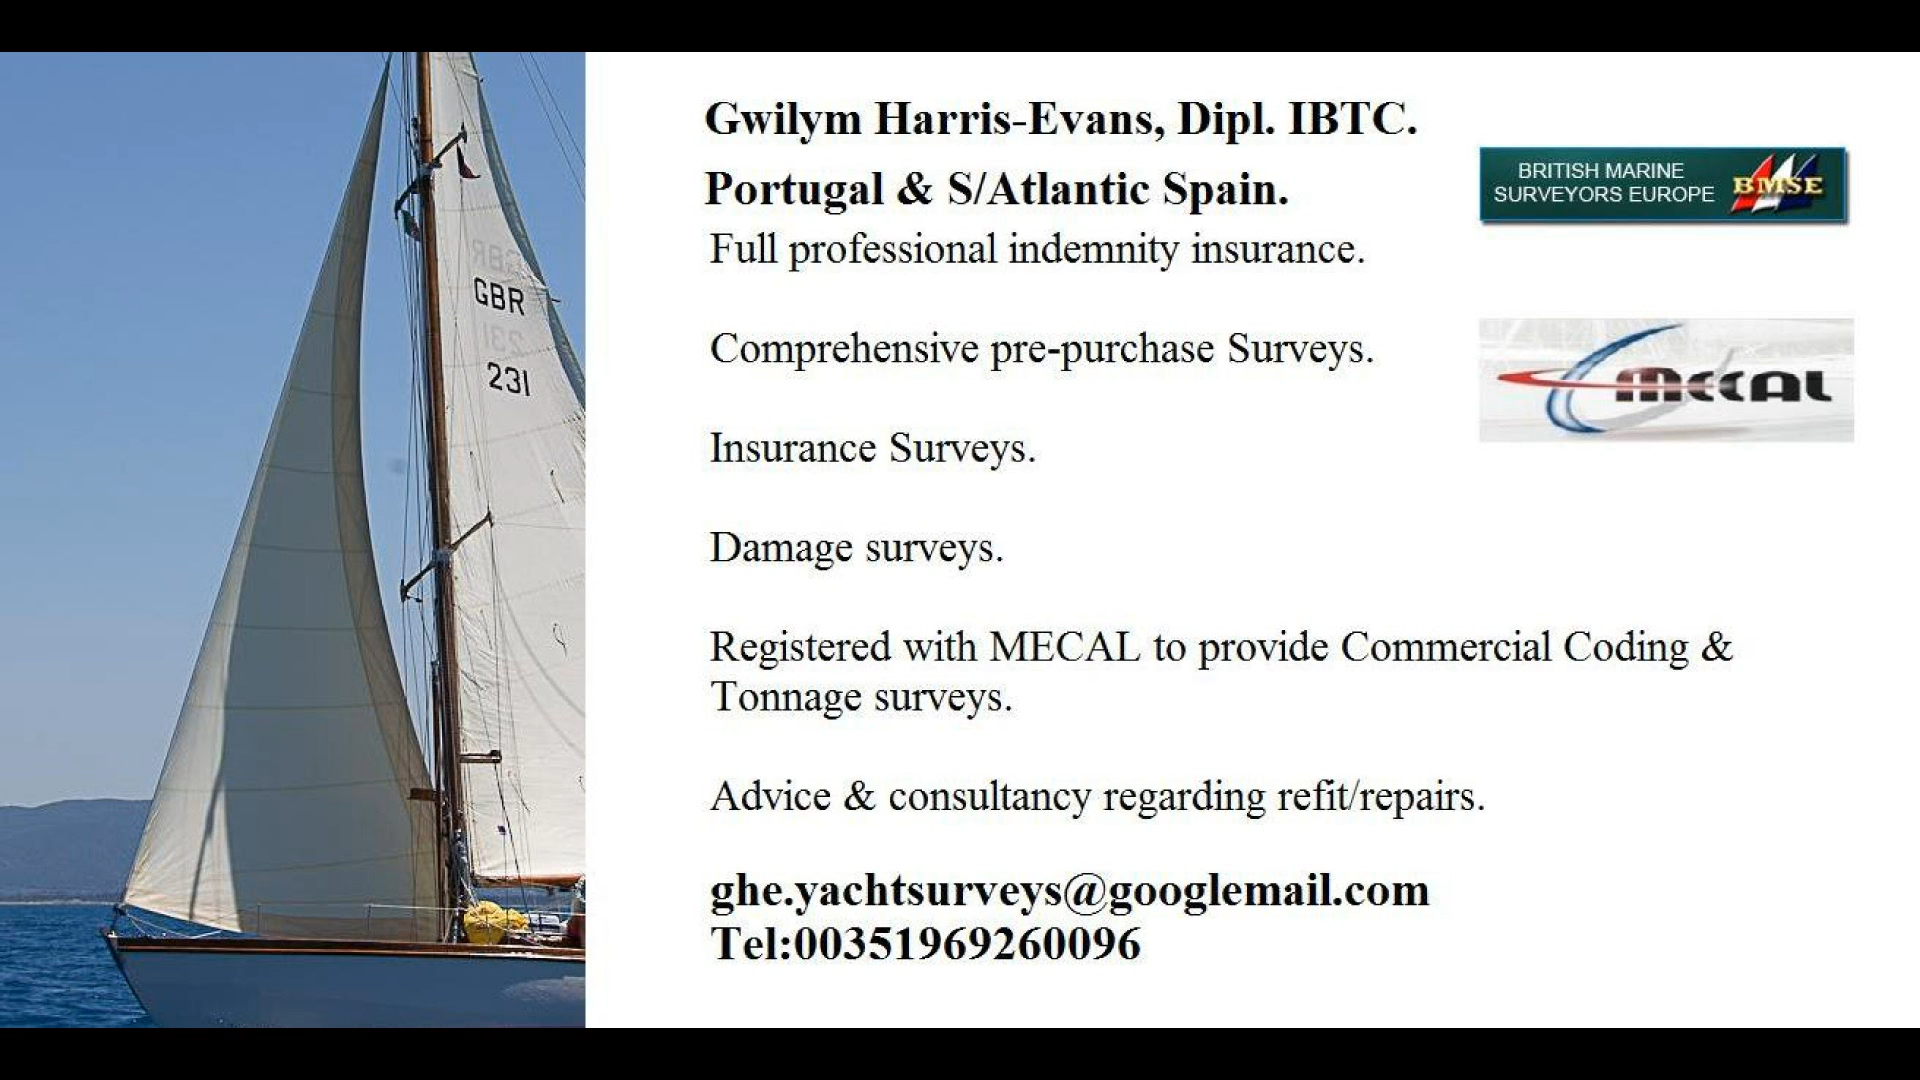 Gwilym Harris-Evans, Dipl. IBTC.
Portugal & S/Atlantic Spain.
Full professional indemnity insurance.
BRITISH MARINE
SURVEYORS EUROPE
BMSE
Comprehensive pre-purchase Surveys.
MECAL
Insurance Surveys.
Damage surveys.
Registered with MECAL to provide Commercial Coding &
Tonnage surveys.
Advice & consultancy regarding refit/repairs.
ghe.yachtsurveys@googlemail.com
Tel:00351969260096
GBR
231